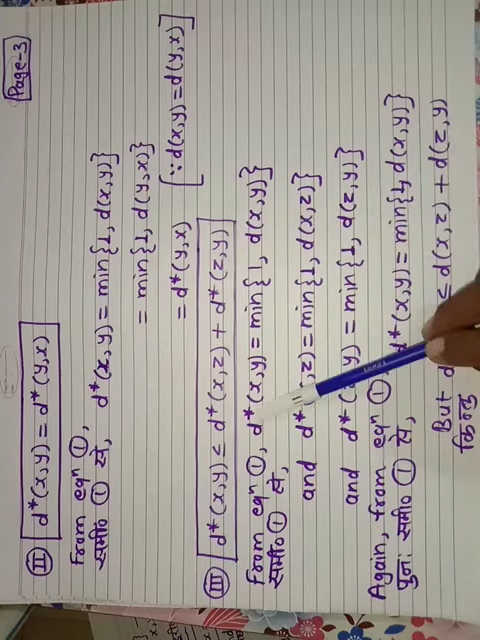 Page-3
II d*(x,y) = d*(y,x)
From eqⁿ ①,
समी० ① से, d*(x,y) = min{1, d(x,y)}
= min{1, d(y,x)}
= d*(y,x) [∵ d(x,y) = d(y,x)]
III d*(x,y) ≤ d*(x,z) + d*(z,y)
From eqⁿ ①, d*(x,y) = min{1, d(x,y)}
समी० ① से,
and d* ,z) = min{1, d(x,z)}
and d* ( y) = min{1, d(z,y)}
Again, from eqⁿ ① d*(x,y) = min{1, d(x,y)}
पुनः समी० ① से,
But d ≤ d(x,z) + d(z,y)
किन्तु